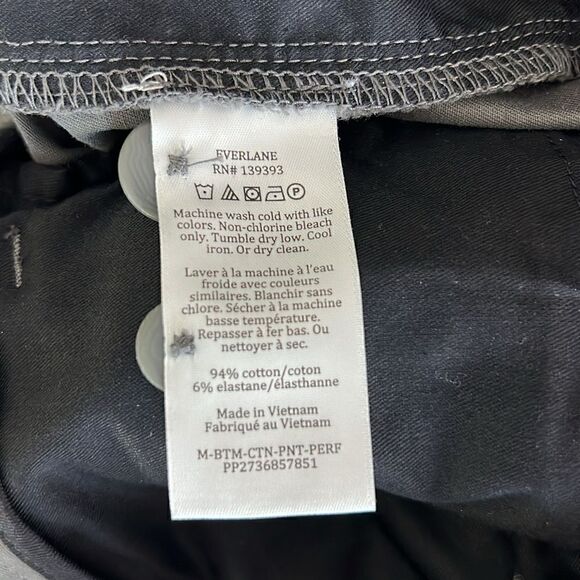 EVERLANE
RN# 139393
P
Machine wash cold with like
colors. Non-chlorine bleach
only. Tumble dry low. Cool
iron. Or dry clean.
Laver à la machine à l'eau
froide avec couleurs
similaires. Blanchir sans
chlore. Sécher à la machine
basse température.
Repasser à fer bas. Ou
nettoyer à sec.
94% cotton/coton
6% elastane/élasthanne
Made in Vietnam
Fabriqué au Vietnam
M-BTM-CTN-PNT-PERF
PP2736857851